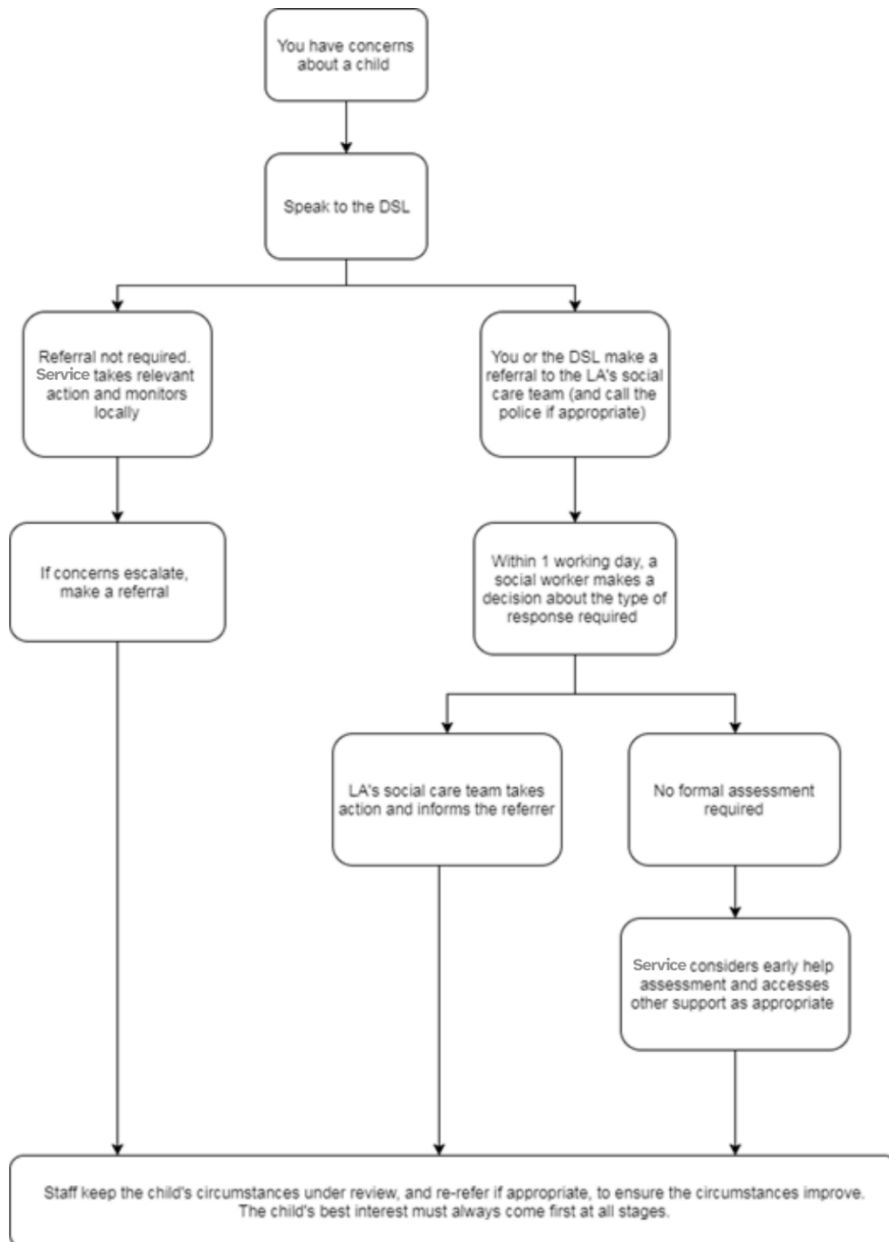 You have concerns
about a child
Speak to the DSL
Referral not required.
Service takes relevant
action and monitors
locally
You or the DSL make a
referral to the LA's social
care team (and call the
police if appropriate)
If concerns escalate,
make a referral
Within 1 working day, a
social worker makes a
decision about the type of
response required
LA's social care team takes
action and informs the referrer
No formal assessment
required
Service considers early help
assessment and accesses
other support as appropriate
Staff keep the child's circumstances under review, and re-refer if appropriate, to ensure the circumstances improve.
The child's best interest must always come first at all stages.